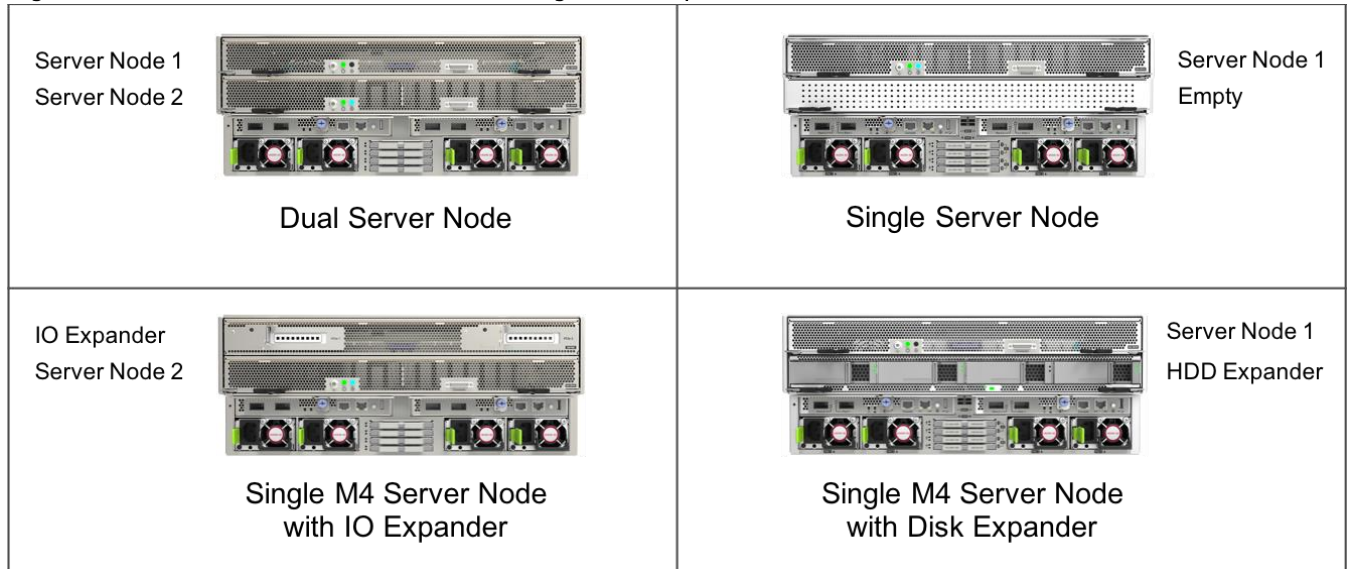 Server Node 1
Server Node 2
Dual Server Node
Server Node 1
Empty
Single Server Node
IO Expander
Server Node 2
Single M4 Server Node
with IO Expander
Server Node 1
HDD Expander
Single M4 Server Node
with Disk Expander